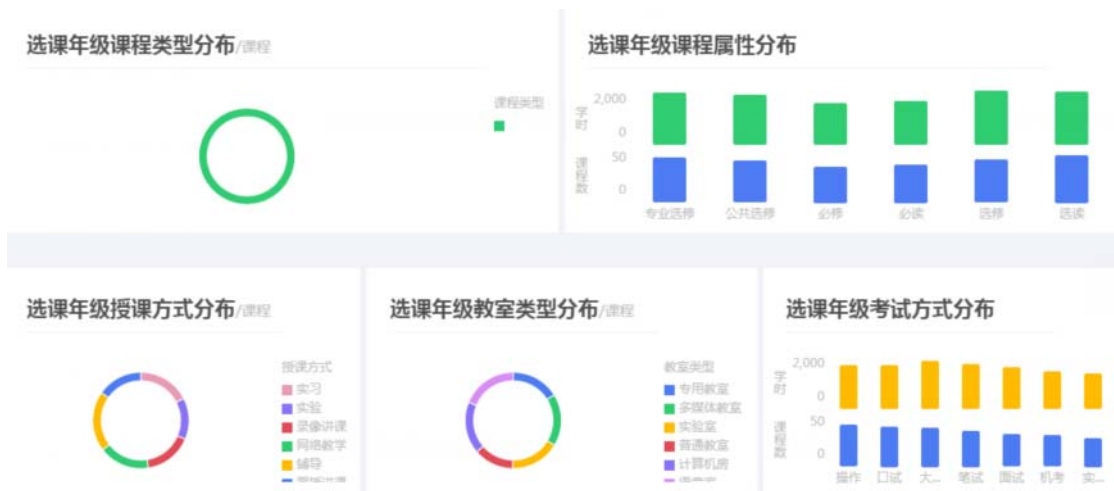 选课年级课程类型分布/课程
课程类型
选课年级课程属性分布
学时
2,000
0
课程数
50
0
专业选修 公共选修 必修 必读 选修 选读
选课年级授课方式分布/课程
授课方式
实习
实验
录像讲课
网络教学
辅导
选课年级教室类型分布/课程
教室类型
专用教室
多媒体教室
实验室
普通教室
计算机房
选课年级考试方式分布
学时
2,000
0
课程数
50
0
操作 口试 大... 笔试 面试 机考 实...